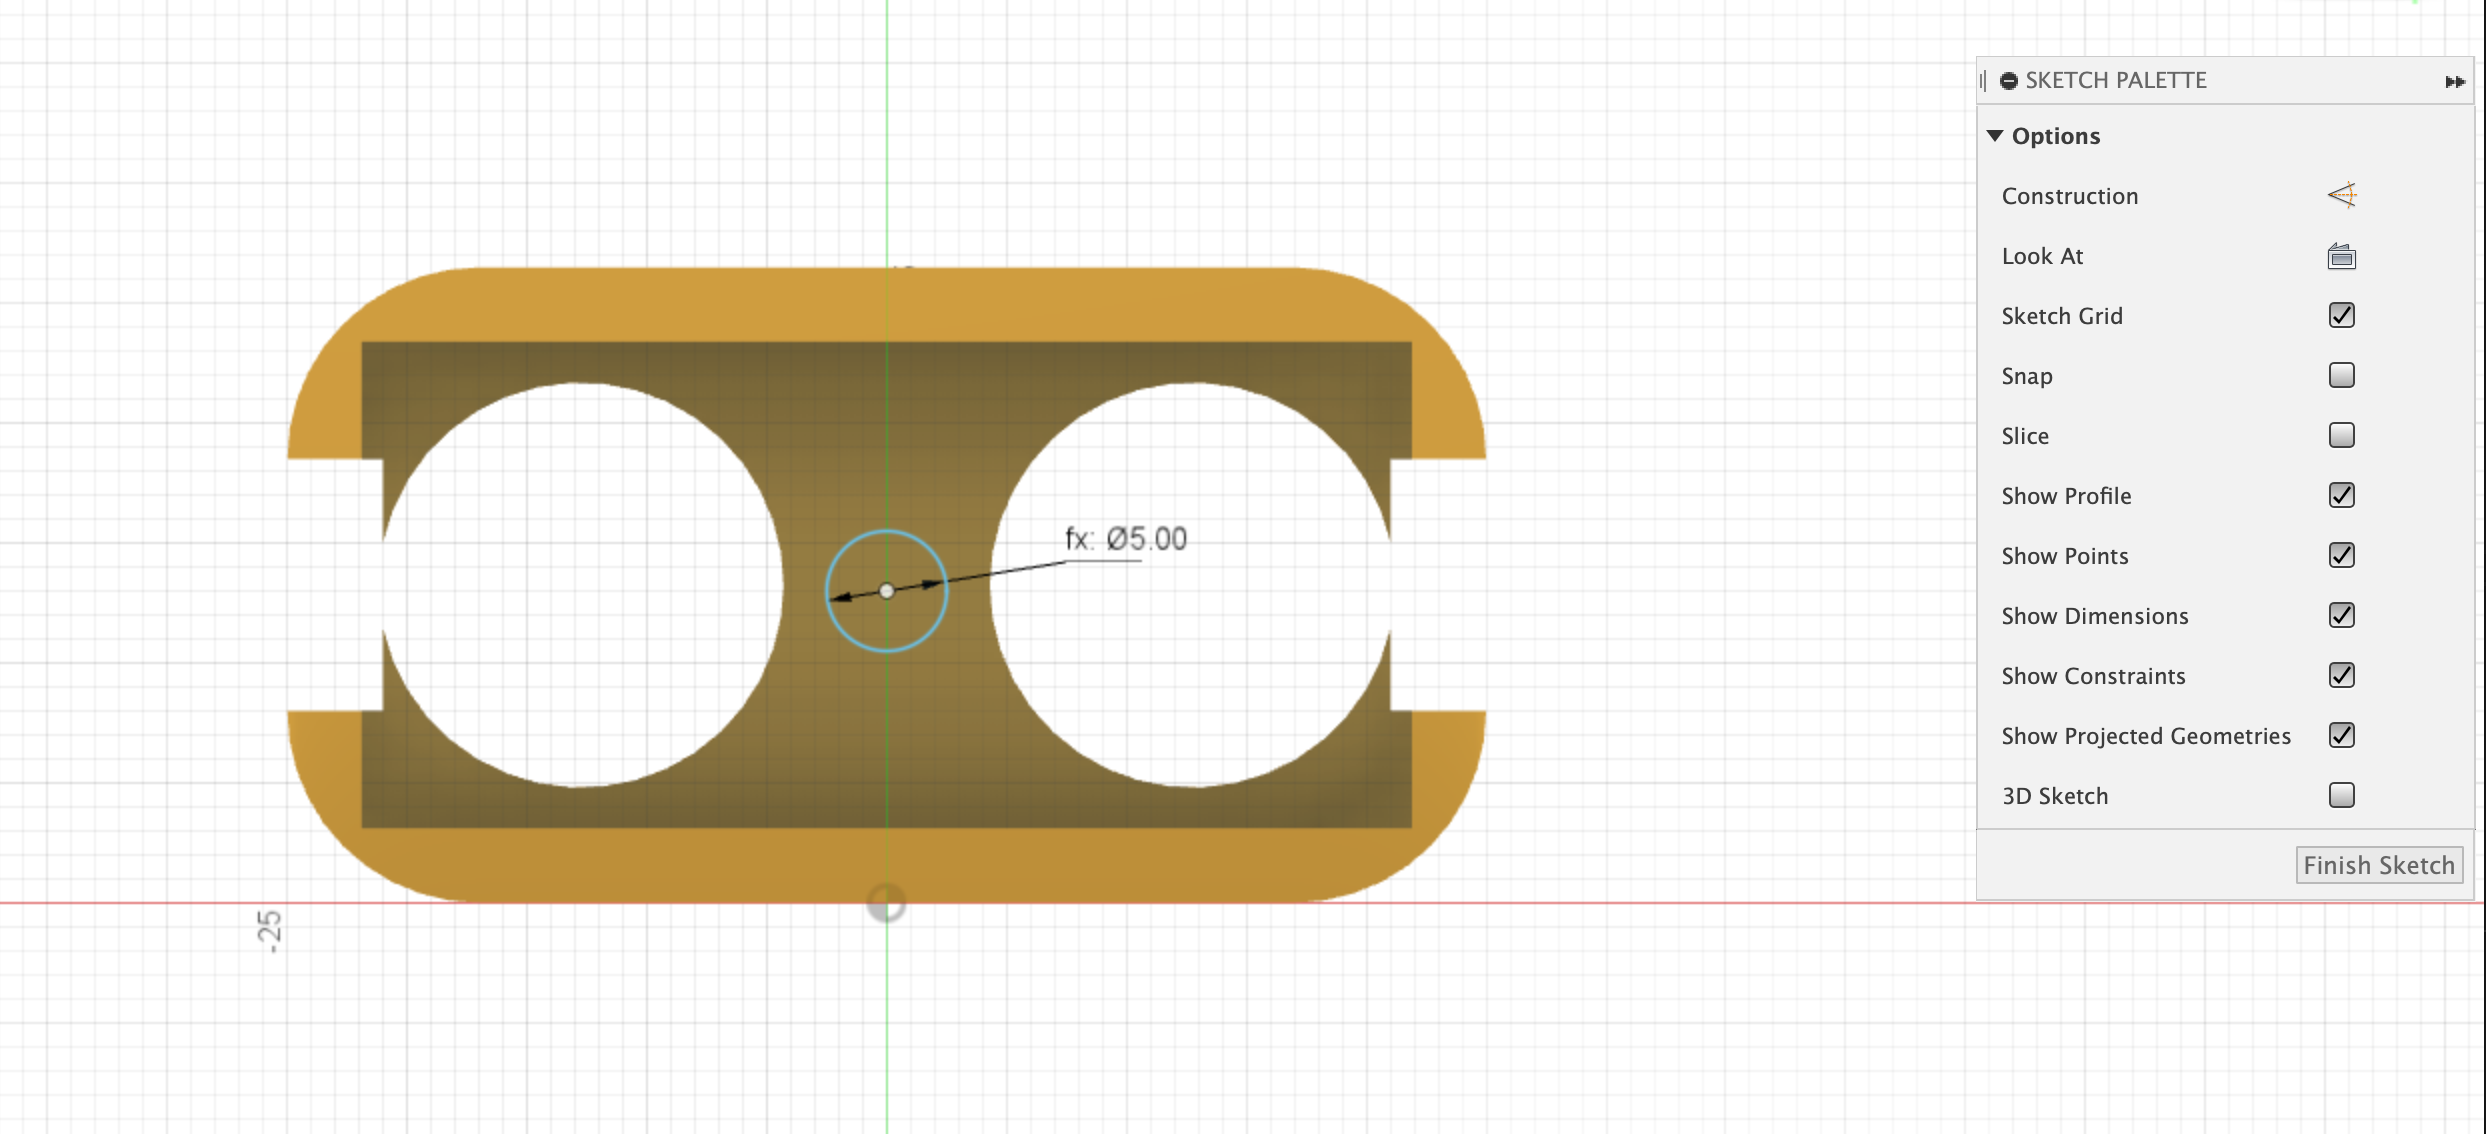 SKETCH PALETTE
Options
Construction
Look At
Sketch Grid
Snap
Slice
Show Profile
Show Points
Show Dimensions
Show Constraints
Show Projected Geometries
3D Sketch
Finish Sketch
fx: Ø5.00
-25